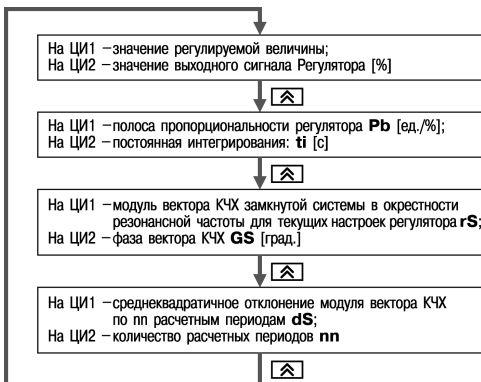 На ЦИ1 – значение регулируемой величины;
На ЦИ2 – значение выходного сигнала Регулятора [%]
На ЦИ1 – полоса пропорциональности регулятора Pb [ед./%];
На ЦИ2 – постоянная интегрирования: ti [с]
На ЦИ1 – модуль вектора КЧХ замкнутой системы в окрестности
резонансной частоты для текущих настроек регулятора rS;
На ЦИ2 – фаза вектора КЧХ GS [град.]
На ЦИ1 – среднеквадратичное отклонение модуля вектора КЧХ
по nn расчетным периодам dS;
На ЦИ2 – количество расчетных периодов nn